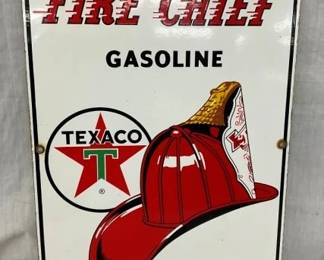 FIRE CHIEF
GASOLINE
TEXACO
T
®